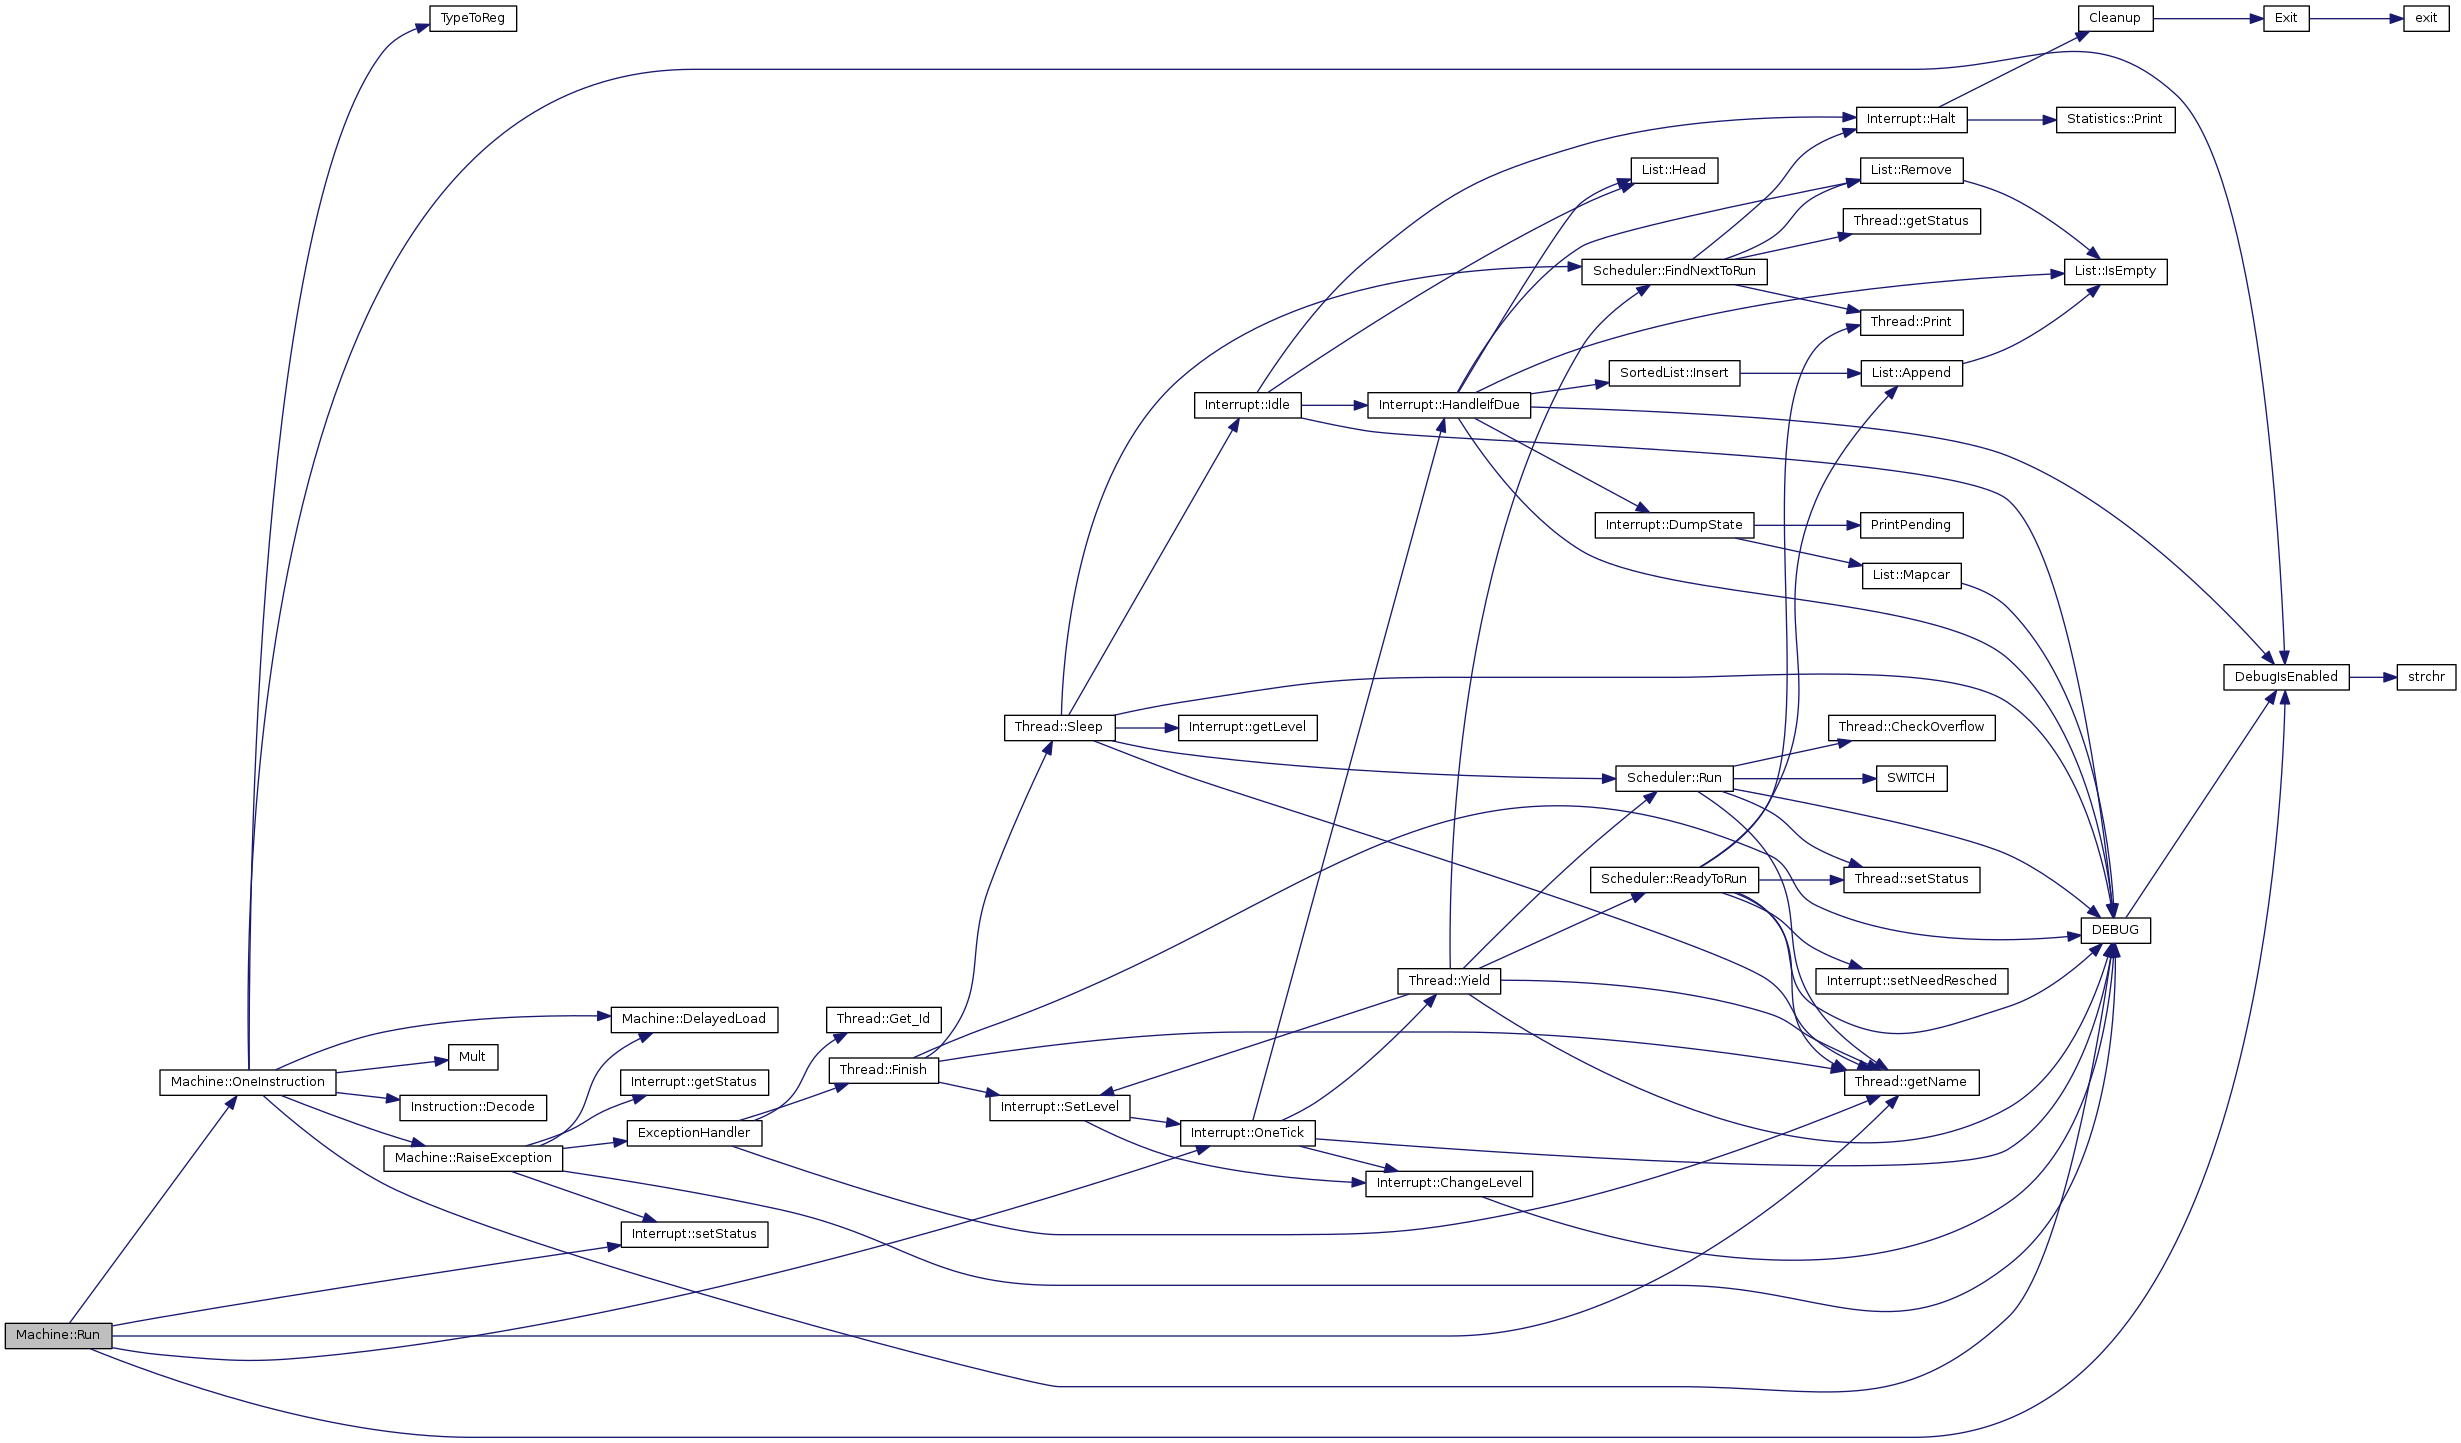 TypeToReg
Cleanup
Exit
exit
Interrupt::Halt
Statistics::Print
List::Head
List::Remove
Thread::getStatus
Scheduler::FindNextToRun
List::IsEmpty
Thread::Print
SortedList::Insert
List::Append
Interrupt::Idle
Interrupt::HandleIfDue
Interrupt::DumpState
PrintPending
List::Mapcar
DebugIsEnabled
strchr
Thread::Sleep
Interrupt::getLevel
Thread::CheckOverflow
Scheduler::Run
SWITCH
Scheduler::ReadyToRun
Thread::setStatus
DEBUG
Thread::Yield
Interrupt::setNeedResched
Machine::DelayedLoad
Thread::Get_Id
Mult
Thread::Finish
Machine::OneInstruction
Interrupt::getStatus
Thread::getName
Instruction::Decode
Interrupt::SetLevel
ExceptionHandler
Interrupt::OneTick
Machine::RaiseException
Interrupt::ChangeLevel
Interrupt::setStatus
Machine::Run